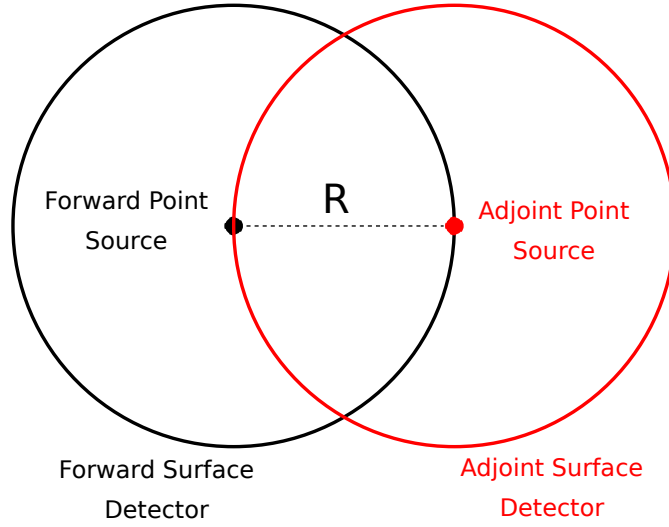 R
Forward Point
Source
Adjoint Point
Source
Forward Surface
Detector
Adjoint Surface
Detector